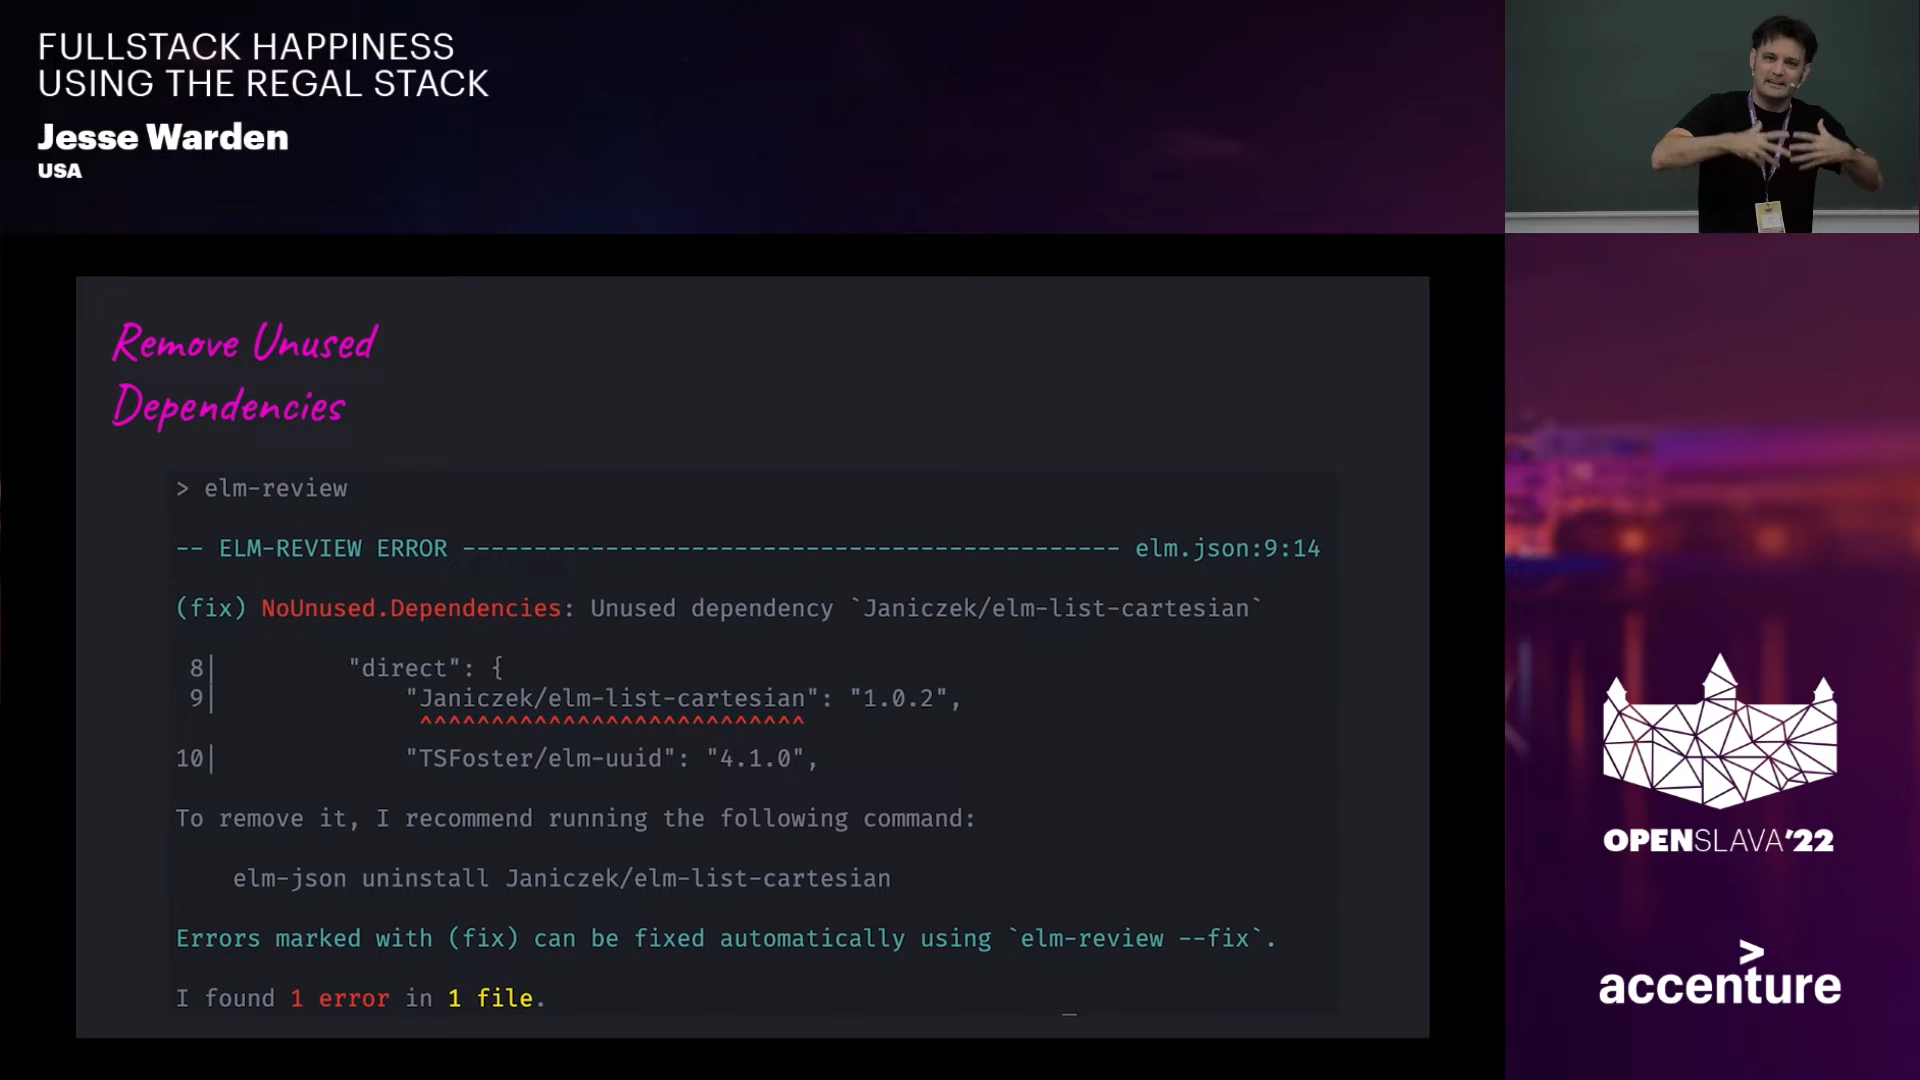 FULLSTACK HAPPINESS
USING THE REGAL STACK
Jesse Warden
USA
Remove Unused
Dependencies
> elm-review
-- ELM-REVIEW ERROR ---------------------------------------------- elm.json:9:14
(fix) NoUnused.Dependencies: Unused dependency `Janiczek/elm-list-cartesian`
8| "direct": {
9| "Janiczek/elm-list-cartesian": "1.0.2",
^^^^^^^^^^^^^^^^^^^^^^^^^^^
10| "TSFoster/elm-uuid": "4.1.0",
To remove it, I recommend running the following command:
elm-json uninstall Janiczek/elm-list-cartesian
Errors marked with (fix) can be fixed automatically using `elm-review --fix`.
I found 1 error in 1 file.
_
OPENSLAVA'22
>
accenture